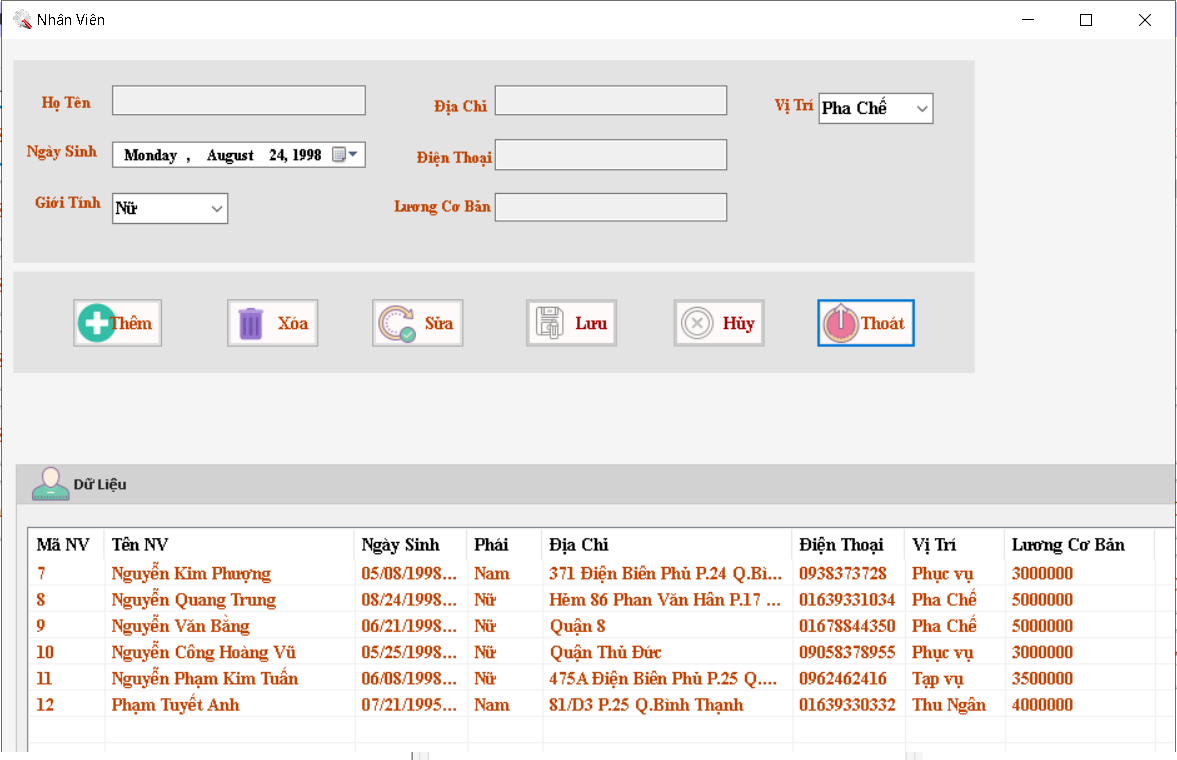 Nhân Viên
Họ Tên Địa Chỉ Vị Trí Pha Chế
Ngày Sinh Monday , August 24, 1998 Điện Thoại
Giới Tính Nữ Lương Cơ Bản
Thêm Xóa Sửa Lưu Hủy Thoát
Dữ Liệu
Mã NV Tên NV Ngày Sinh Phái Địa Chỉ Điện Thoại Vị Trí Lương Cơ Bản
7 Nguyễn Kim Phượng 05/08/1998... Nam 371 Điện Biên Phủ P.24 Q.Bì... 0938373728 Phục vụ 3000000
8 Nguyễn Quang Trung 08/24/1998... Nữ Hẻm 86 Phan Văn Hân P.17 ... 01639331034 Pha Chế 5000000
9 Nguyễn Văn Bằng 06/21/1998... Nữ Quận 8 01678844350 Pha Chế 5000000
10 Nguyễn Công Hoàng Vũ 05/25/1998... Nữ Quận Thủ Đức 09058378955 Phục vụ 3000000
11 Nguyễn Phạm Kim Tuấn 06/08/1998... Nữ 475A Điện Biên Phủ P.25 Q.... 0962462416 Tạp vụ 3500000
12 Phạm Tuyết Anh 07/21/1995... Nam 81/D3 P.25 Q.Bình Thạnh 01639330332 Thu Ngân 4000000